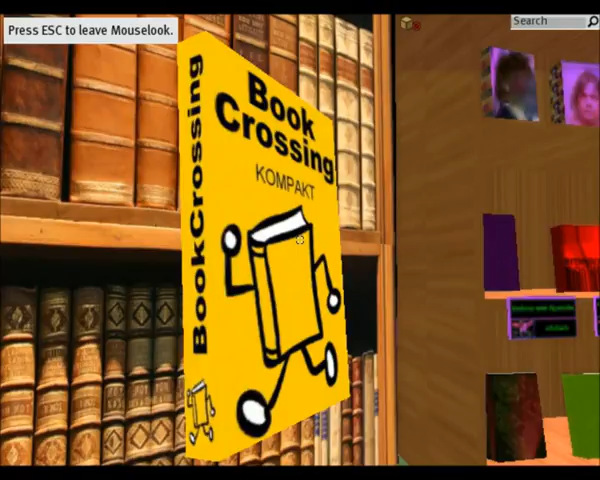 Press ESC to leave Mouselook.
Search
BookCrossing
Book
Crossing
KOMPAKT